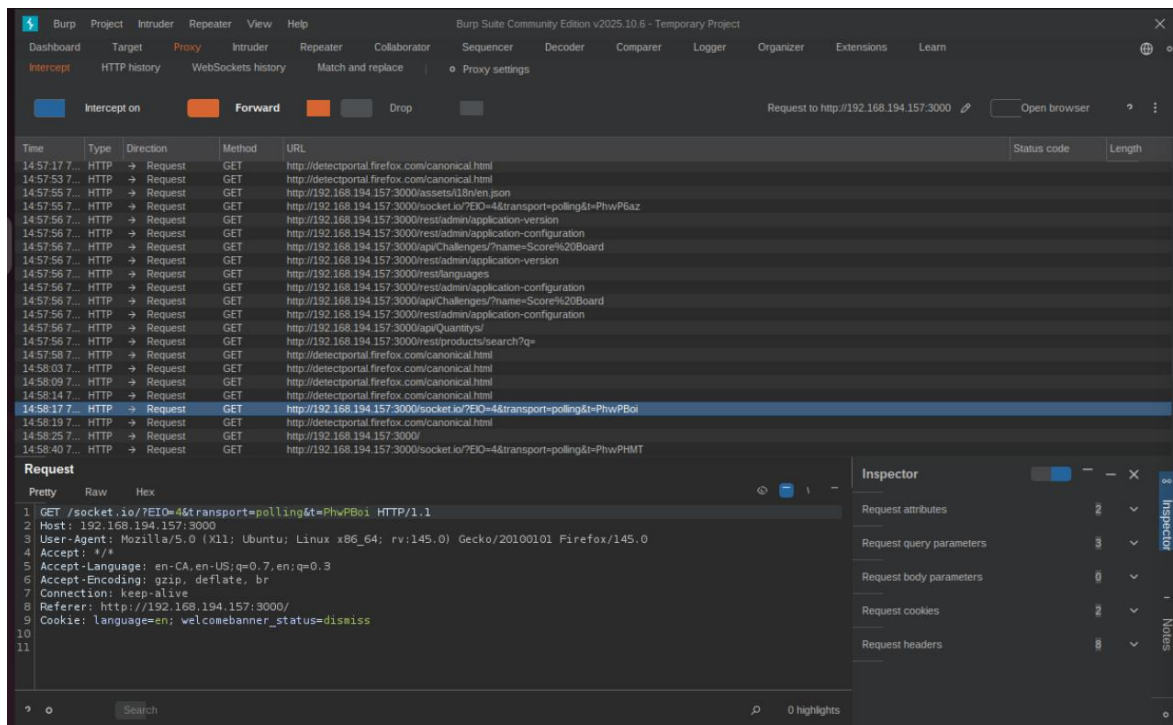 Burp Project Intruder Repeater View Help Burp Suite Community Edition v2025.10.6 - Temporary Project
Dashboard Target Proxy Intruder Repeater Collaborator Sequencer Decoder Comparer Logger Organizer Extensions Learn
Intercept HTTP history WebSockets history Match and replace Proxy settings
Intercept on Forward Drop Request to http://192.168.194.157:3000 Open browser ?
Time Type Direction Method URL Status code Length
14:57:17 7... HTTP → Request GET http://detectportal.firefox.com/canonical.html
14:57:53 7... HTTP → Request GET http://detectportal.firefox.com/canonical.html
14:57:55 7... HTTP → Request GET http://192.168.194.157:3000/assets/i18n/en.json
14:57:55 7... HTTP → Request GET http://192.168.194.157:3000/socket.io/?EIO=4&transport=polling&t=PhwP6az
14:57:56 7... HTTP → Request GET http://192.168.194.157:3000/rest/admin/application-version
14:57:56 7... HTTP → Request GET http://192.168.194.157:3000/rest/admin/application-configuration
14:57:56 7... HTTP → Request GET http://192.168.194.157:3000/api/Challenges/?name=Score%20Board
14:57:56 7... HTTP → Request GET http://192.168.194.157:3000/rest/admin/application-version
14:57:56 7... HTTP → Request GET http://192.168.194.157:3000/rest/languages
14:57:56 7... HTTP → Request GET http://192.168.194.157:3000/rest/admin/application-configuration
14:57:56 7... HTTP → Request GET http://192.168.194.157:3000/api/Challenges/?name=Score%20Board
14:57:56 7... HTTP → Request GET http://192.168.194.157:3000/rest/admin/application-configuration
14:57:56 7... HTTP → Request GET http://192.168.194.157:3000/api/Quantitys/
14:57:56 7... HTTP → Request GET http://192.168.194.157:3000/rest/products/search?q=
14:57:58 7... HTTP → Request GET http://detectportal.firefox.com/canonical.html
14:58:03 7... HTTP → Request GET http://detectportal.firefox.com/canonical.html
14:58:09 7... HTTP → Request GET http://detectportal.firefox.com/canonical.html
14:58:14 7... HTTP → Request GET http://detectportal.firefox.com/canonical.html
14:58:17 7... HTTP → Request GET http://192.168.194.157:3000/socket.io/?EIO=4&transport=polling&t=PhwPBoi
14:58:19 7... HTTP → Request GET http://detectportal.firefox.com/canonical.html
14:58:25 7... HTTP → Request GET http://192.168.194.157:3000/
14:58:40 7... HTTP → Request GET http://192.168.194.157:3000/socket.io/?EIO=4&transport=polling&t=PhwPHMT
Request
Pretty Raw Hex
1 GET /socket.io/?EIO=4&transport=polling&t=PhwPBoi HTTP/1.1
2 Host: 192.168.194.157:3000
3 User-Agent: Mozilla/5.0 (X11; Ubuntu; Linux x86_64; rv:145.0) Gecko/20100101 Firefox/145.0
4 Accept: */*
5 Accept-Language: en-CA,en-US;q=0.7,en;q=0.3
6 Accept-Encoding: gzip, deflate, br
7 Connection: keep-alive
8 Referer: http://192.168.194.157:3000/
9 Cookie: language=en; welcomebanner_status=dismiss
10
11
Inspector
Request attributes 2
Request query parameters 3
Request body parameters 0
Request cookies 2
Request headers 8
Inspector
Notes
? Search 0 highlights